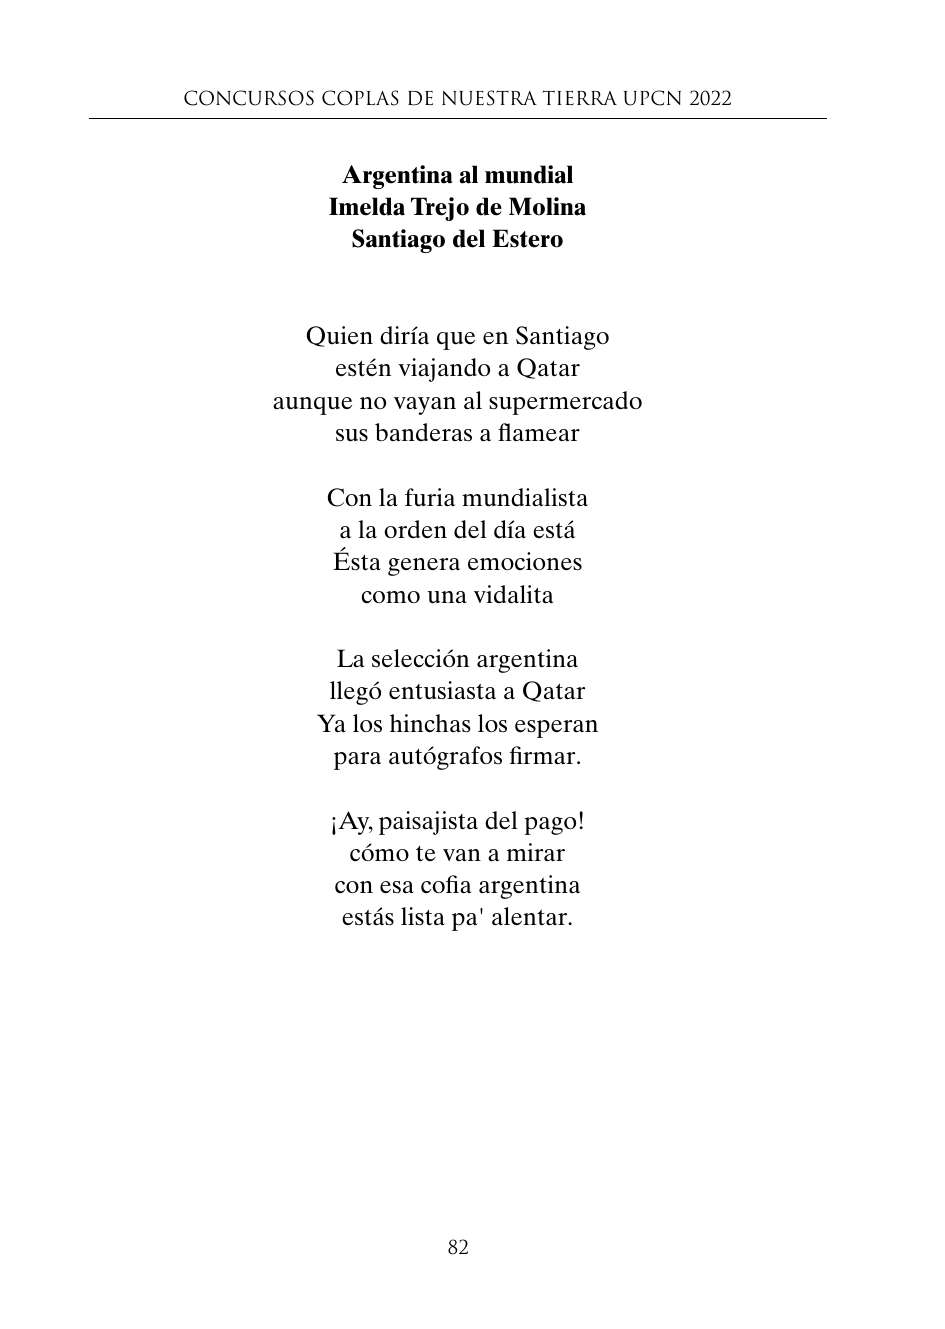 CONCURSOS COPLAS DE NUESTRA TIERRA UPCN 2022
Argentina al mundial
Imelda Trejo de Molina
Santiago del Estero
Quien diría que en Santiago
estén viajando a Qatar
aunque no vayan al supermercado
sus banderas a flamear
Con la furia mundialista
a la orden del día está
Ésta genera emociones
como una vidalita
La selección argentina
llegó entusiasta a Qatar
Ya los hinchas los esperan
para autógrafos firmar.
¡Ay, paisajista del pago!
cómo te van a mirar
con esa cofia argentina
estás lista pa' alentar.
82